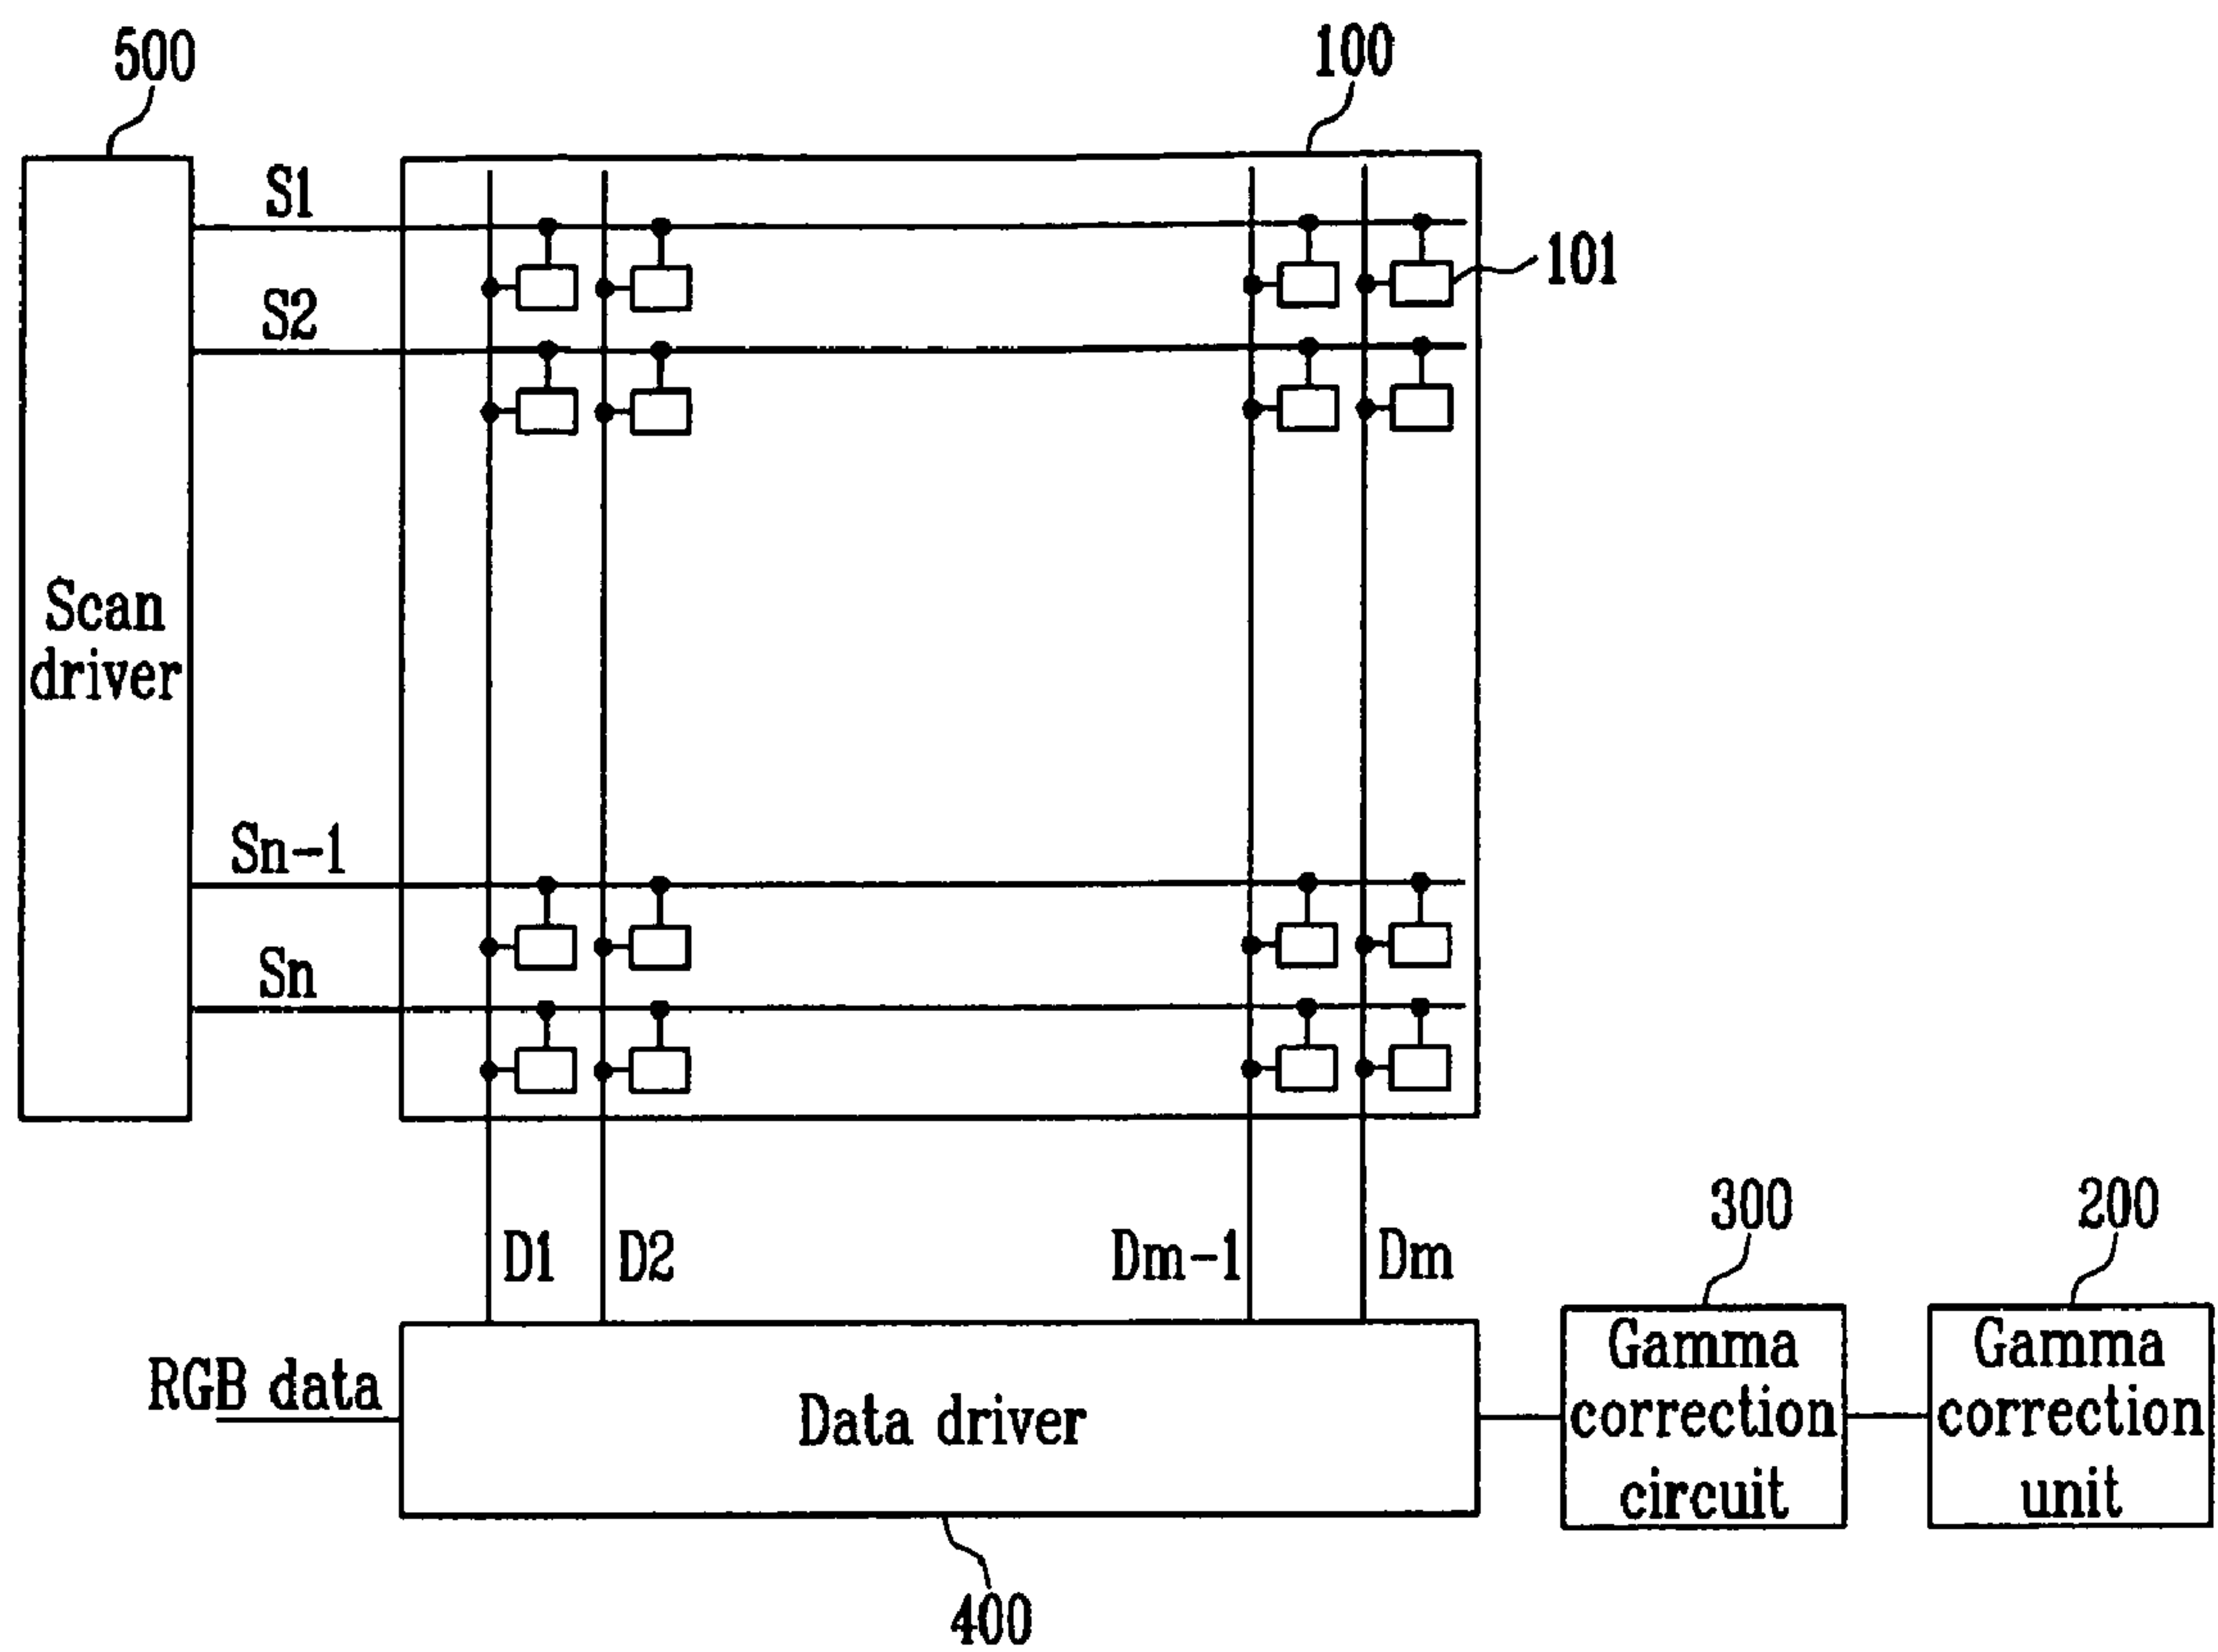 500
100
S1
101
S2
Scan
driver
Sn-1
Sn
D1
D2
Dm-1
Dm
300
200
RGB data
Data driver
Gamma
correction
circuit
Gamma
correction
unit
400